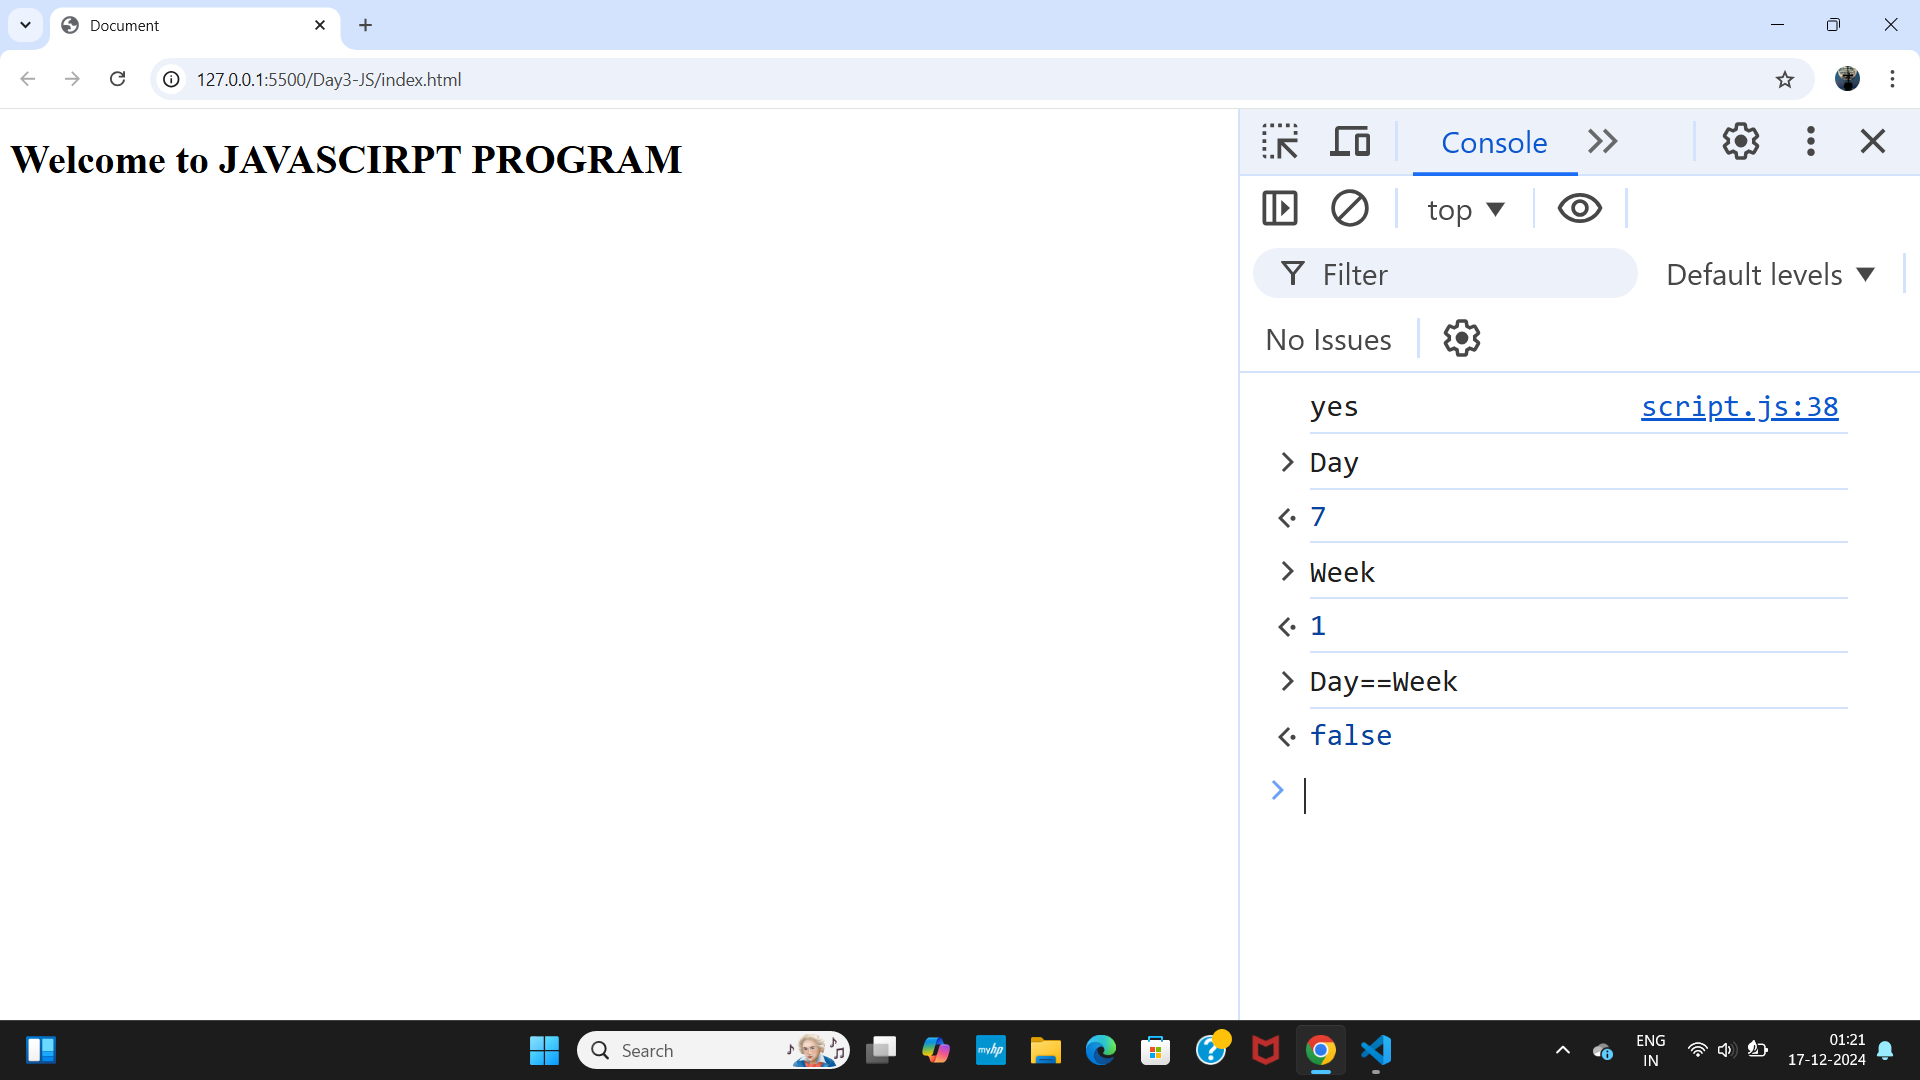 Document
127.0.0.1:5500/Day3-JS/index.html
Welcome to JAVASCIRPT PROGRAM
Console
top
Filter
Default levels
No Issues
yes script.js:38
Day
7
Week
1
Day==Week
false
Search
myhp
ENG
IN
01:21
17-12-2024